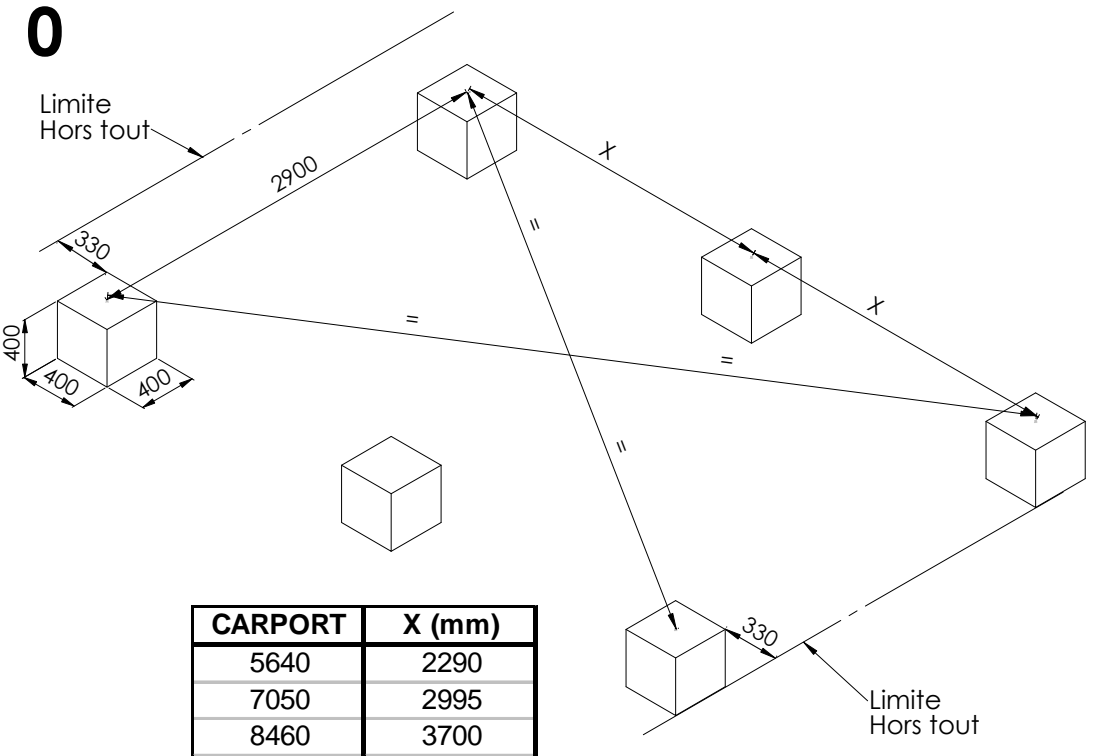 0
Limite
Hors tout
2900
X
330
=
X
=
=
400
400
400
=
330
CARPORT X (mm)
5640 2290
7050 2995
8460 3700
Limite
Hors tout